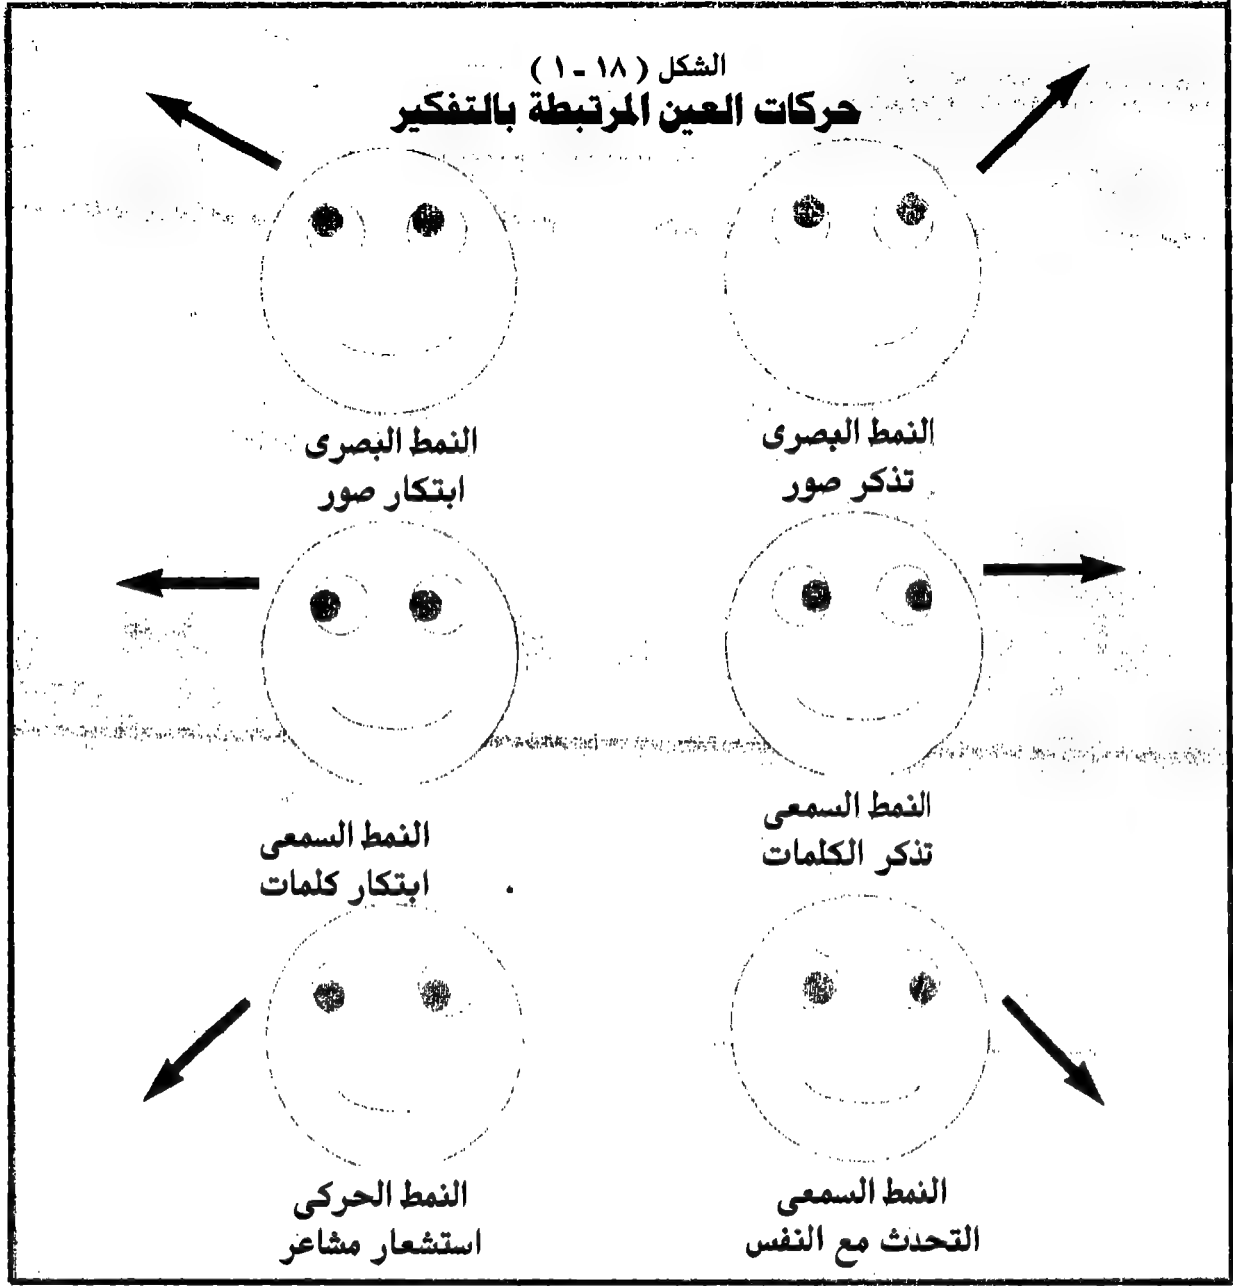 الشكل ( ١٨ - ١ )
حركات العين المرتبطة بالتفكير
النمط البصرى
تذكر صور
النمط البصرى
ابتكار صور
النمط السمعى
تذكر الكلمات
النمط السمعى
ابتكار كلمات
النمط السمعى
التحدث مع النفس
النمط الحركى
استشعار مشاعر